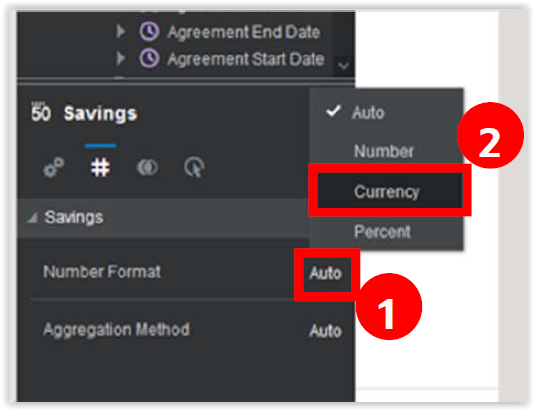 Agreement End Date
Agreement Start Date
50 Savings
Auto
Number
2
Currency
Percent
Savings
Number Format
Auto
1
Aggregation Method
Auto